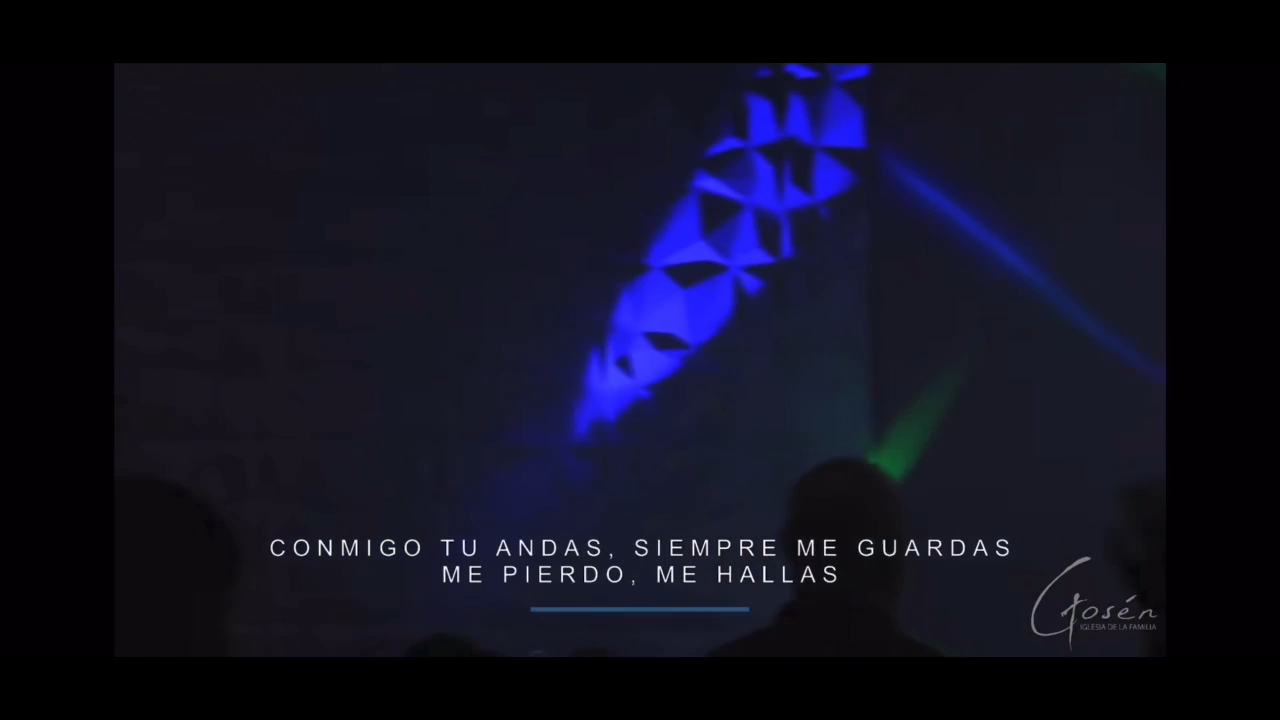 CONMIGO TU ANDAS, SIEMPRE ME GUARDAS
ME PIERDO, ME HALLAS
Gosén
IGLESIA DE LA FAMILIA